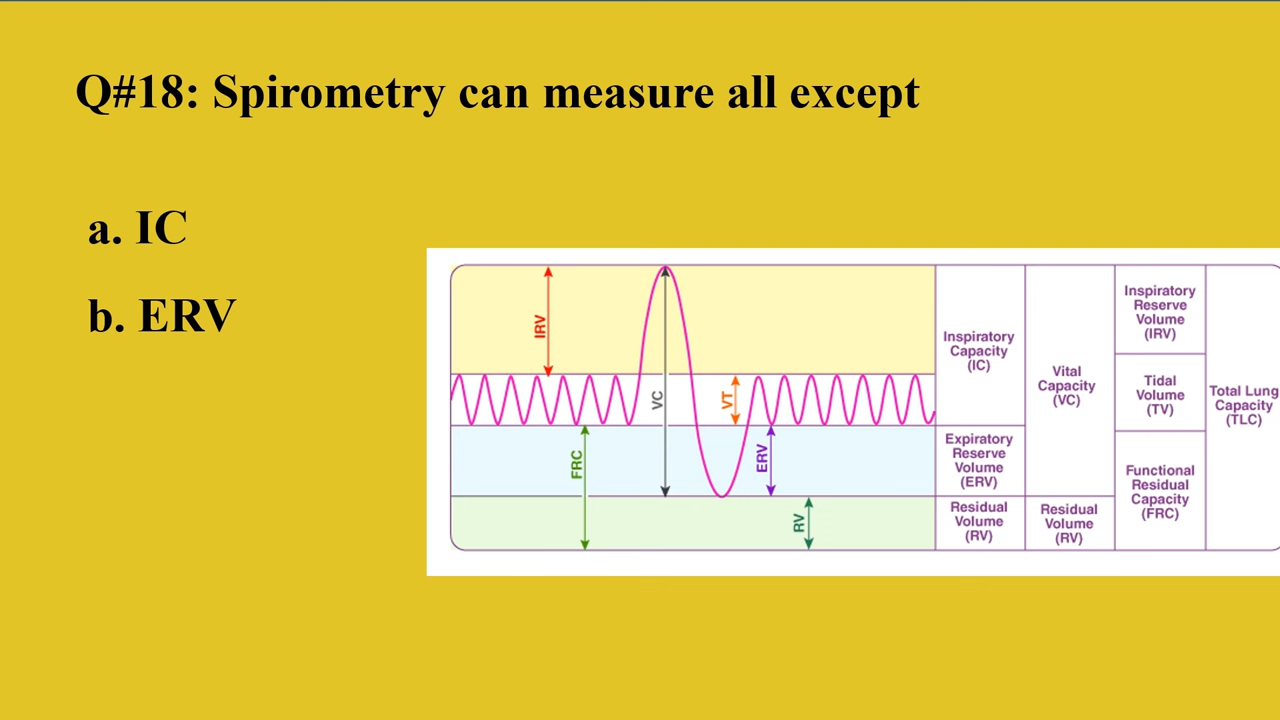 Q#18: Spirometry can measure all except
a. IC
b. ERV
IRV
VC
VT
FRC
ERV
RV
Inspiratory
Capacity
(IC)
Expiratory
Reserve
Volume
(ERV)
Residual
Volume
(RV)
Vital
Capacity
(VC)
Residual
Volume
(RV)
Inspiratory
Reserve
Volume
(IRV)
Tidal
Volume
(TV)
Functional
Residual
Capacity
(FRC)
Total Lung
Capacity
(TLC)